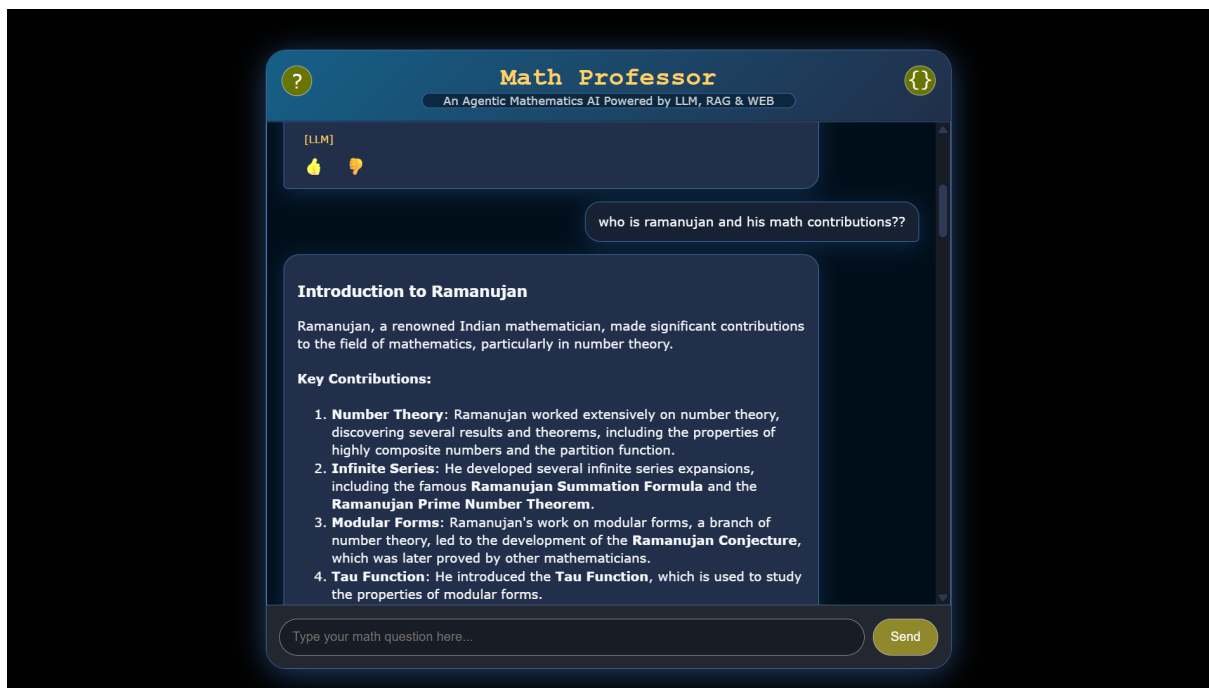 ?
Math Professor
{}
An Agentic Mathematics AI Powered by LLM, RAG & WEB
[LLM]
who is ramanujan and his math contributions??
Introduction to Ramanujan
Ramanujan, a renowned Indian mathematician, made significant contributions
to the field of mathematics, particularly in number theory.
Key Contributions:
1. Number Theory: Ramanujan worked extensively on number theory,
discovering several results and theorems, including the properties of
highly composite numbers and the partition function.
2. Infinite Series: He developed several infinite series expansions,
including the famous Ramanujan Summation Formula and the
Ramanujan Prime Number Theorem.
3. Modular Forms: Ramanujan's work on modular forms, a branch of
number theory, led to the development of the Ramanujan Conjecture,
which was later proved by other mathematicians.
4. Tau Function: He introduced the Tau Function, which is used to study
the properties of modular forms.
Type your math question here...
Send